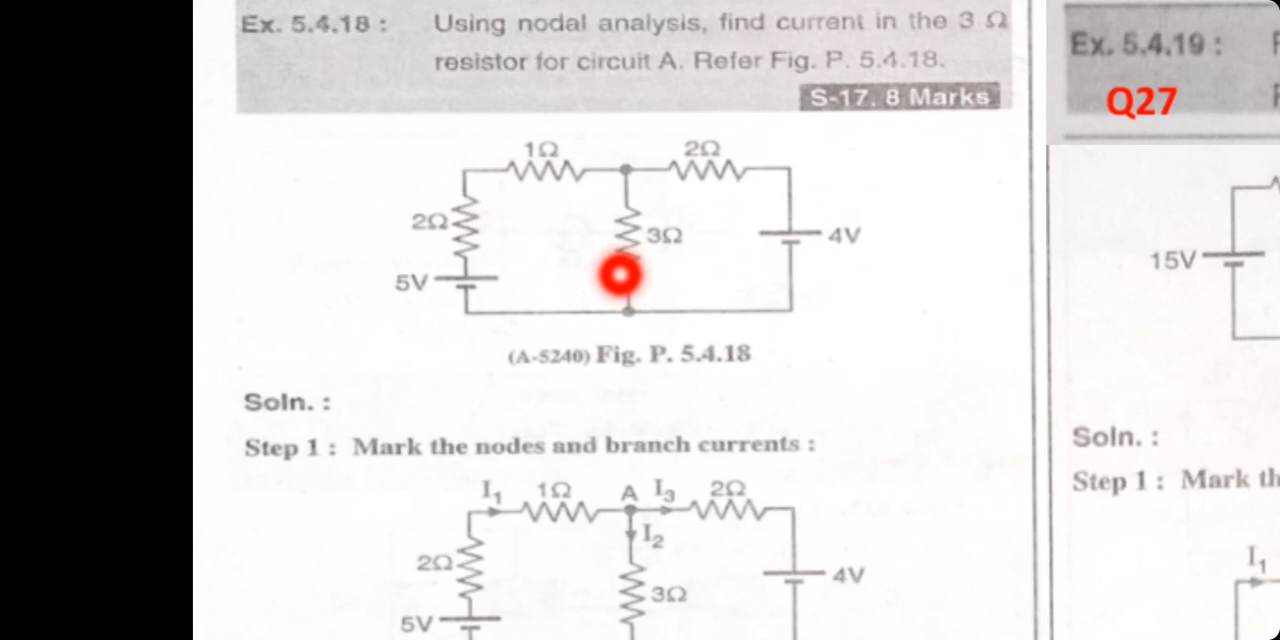 Ex. 5.4.18 : Using nodal analysis, find current in the 3 Ω
resistor for circuit A. Refer Fig. P. 5.4.18.
S-17, 8 Marks
1Ω 2Ω
2Ω
3Ω
4V
5V
(A-5240) Fig. P. 5.4.18
Soln. :
Step 1 : Mark the nodes and branch currents :
I₁ 1Ω A I₃ 2Ω
I₂
2Ω
4V
3Ω
5V
Ex. 5.4.19 :
Q27
15V
Soln. :
Step 1 : Mark
I₁